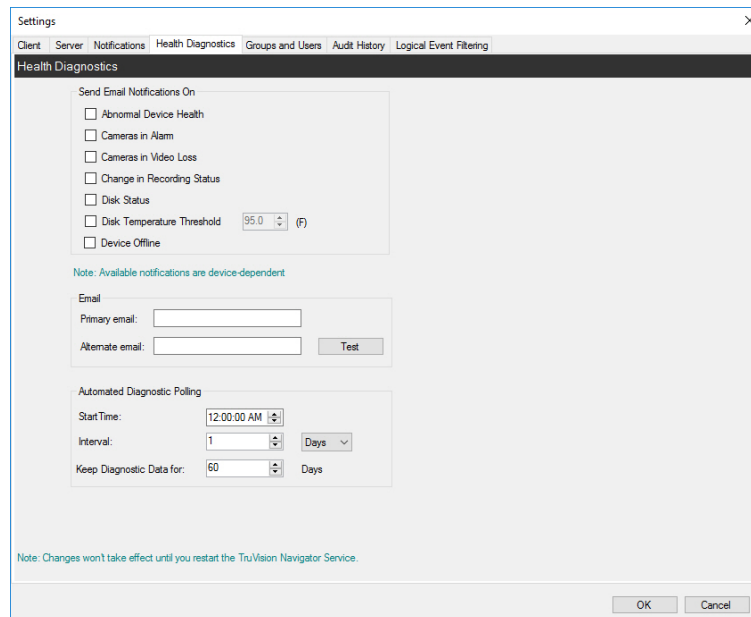 Settings
Client Server Notifications Health Diagnostics Groups and Users Audit History Logical Event Filtering
Health Diagnostics
Send Email Notifications On
Abnormal Device Health
Cameras in Alarm
Cameras in Video Loss
Change in Recording Status
Disk Status
Disk Temperature Threshold 95.0 (F)
Device Offline
Note: Available notifications are device-dependent
Email
Primary email:
Alternate email: Test
Automated Diagnostic Polling
Start Time: 12:00:00 AM
Interval: 1 Days
Keep Diagnostic Data for: 60 Days
Note: Changes won't take effect until you restart the TruVision Navigator Service.
OK Cancel